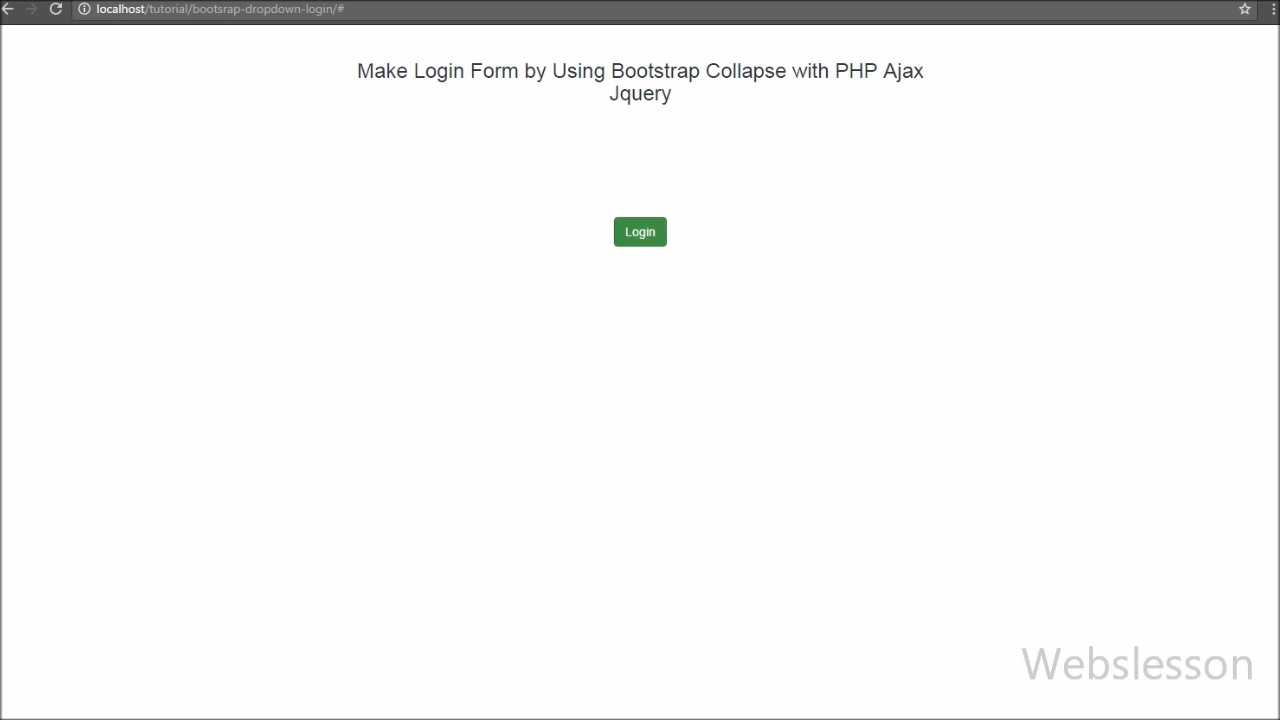 localhost/tutorial/bootsrap-dropdown-login/#
Make Login Form by Using Bootstrap Collapse with PHP Ajax
Jquery
Login
Webslesson